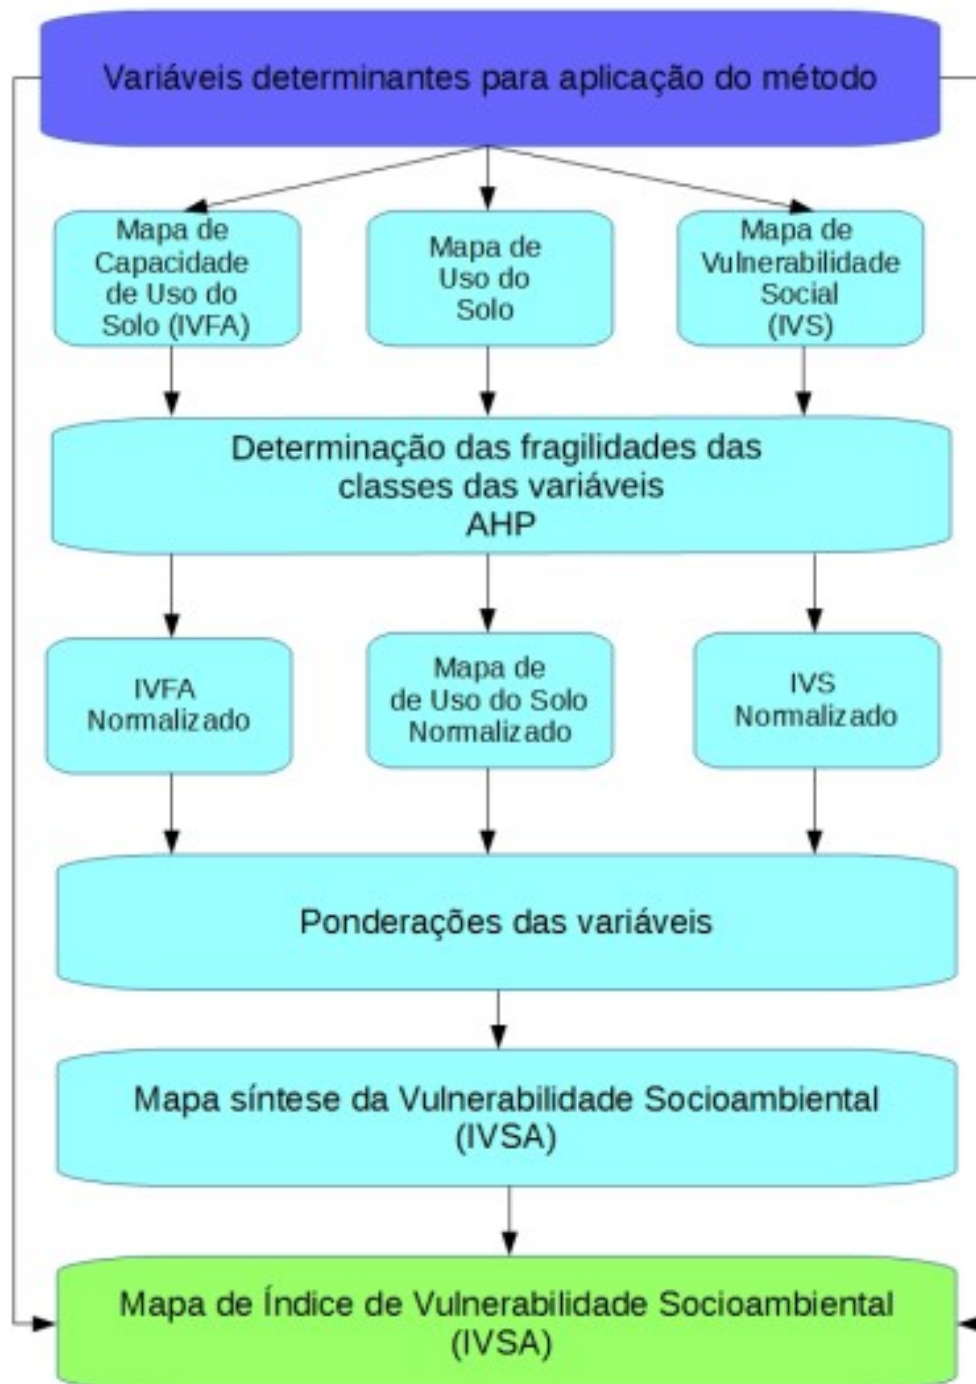 Variáveis determinantes para aplicação do método
Mapa de
Capacidade
de Uso do
Solo (IVFA)
Mapa de
Uso do
Solo
Mapa de
Vulnerabilidade
Social
(IVS)
Determinação das fragilidades das
classes das variáveis
AHP
IVFA
Normalizado
Mapa de
de Uso do Solo
Normalizado
IVS
Normalizado
Ponderações das variáveis
Mapa síntese da Vulnerabilidade Socioambiental
(IVSA)
Mapa de Índice de Vulnerabilidade Socioambiental
(IVSA)